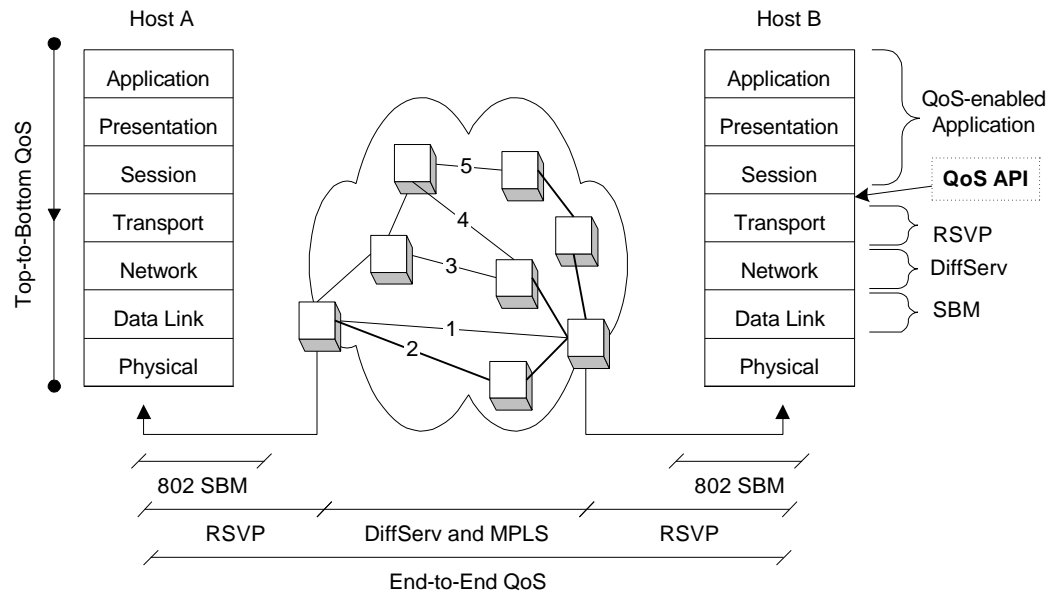 Host A
Host B
Top-to-Bottom QoS
Application
Presentation
Session
Transport
Network
Data Link
Physical
5
4
3
1
2
Application
Presentation
Session
Transport
Network
Data Link
Physical
QoS-enabled
Application
QoS API
RSVP
DiffServ
SBM
802 SBM
802 SBM
RSVP
DiffServ and MPLS
RSVP
End-to-End QoS